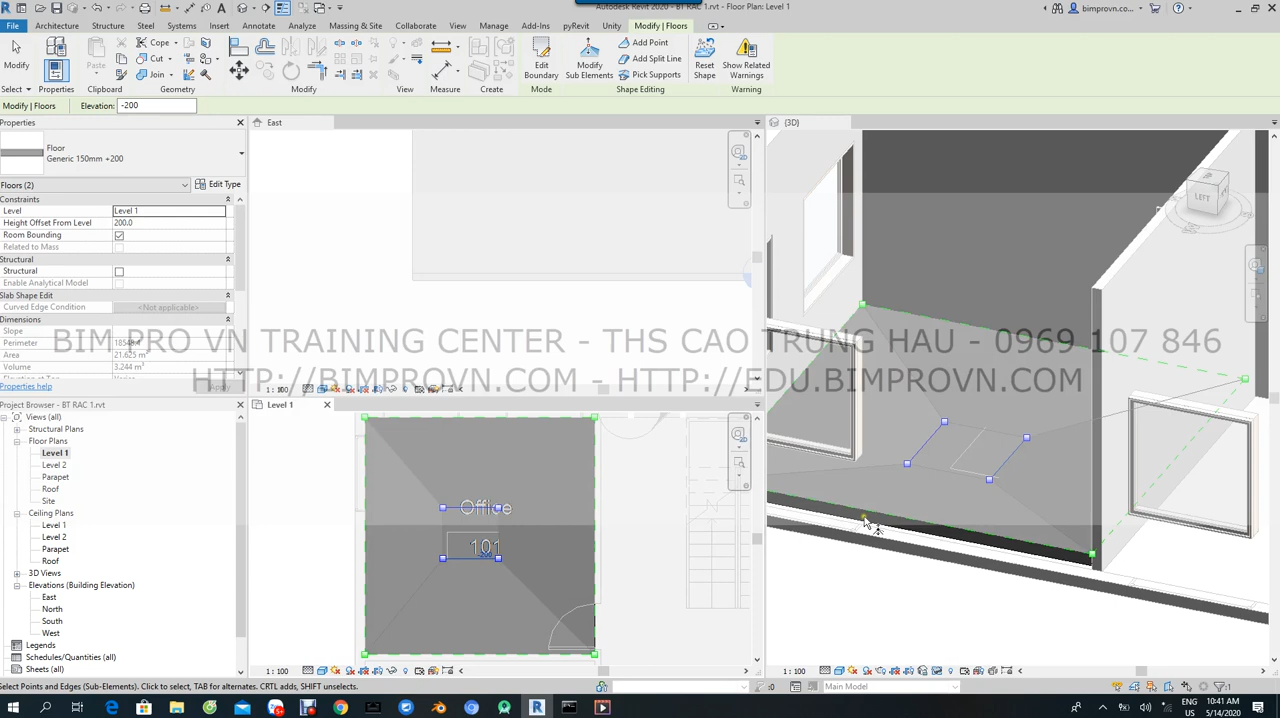 Autodesk Revit 2020 - BT RAC 1.rvt - Floor Plan: Level 1
bimprovn.co...
File Architecture Structure Steel Systems Insert Annotate Analyze Massing & Site Collaborate View Manage Add-Ins pyRevit Unity Modify | Floors
Modify
Properties
Paste
Cope
Cut
Join
Edit
Boundary
Modify
Sub Elements
Add Point
Add Split Line
Pick Supports
Reset
Shape
Show Related
Warnings
Select Properties Clipboard Geometry Modify View Measure Create Mode Shape Editing Warning
Modify | Floors Elevation: -200
Properties
Floor
Generic 150mm +200
Floors (2) Edit Type
Constraints
Level Level 1
Height Offset From Level 200.0
Room Bounding
Related to Mass
Structural
Structural
Enable Analytical Model
Slab Shape Edit
Curved Edge Condition <Not applicable>
Dimensions
Slope
Perimeter 18548.4
Area 21.625 m²
Volume 3.244 m³
Properties help Apply
East
{3D}
LEFT
BIM PRO VN TRAINING CENTER - THS CAO TRUNG HAU - 0969 107 846
HTTP://BIMPROVN.COM - HTTP://EDU.BIMPROVN.COM
1 : 100
Project Browser - BT RAC 1.rvt
Views (all)
Structural Plans
Floor Plans
Level 1
Level 2
Parapet
Roof
Site
Ceiling Plans
Level 1
Level 2
Parapet
Roof
3D Views
Elevations (Building Elevation)
East
North
South
West
Legends
Schedules/Quantities (all)
Sheets (all)
Level 1
Office
101
1 : 100
1 : 100
Select Points and Edges (Sub-Elements). Click to select, TAB for alternates. CRTL adds, SHIFT unselects.
:0
Main Model
:1
10:41 AM
US
5/14/2020